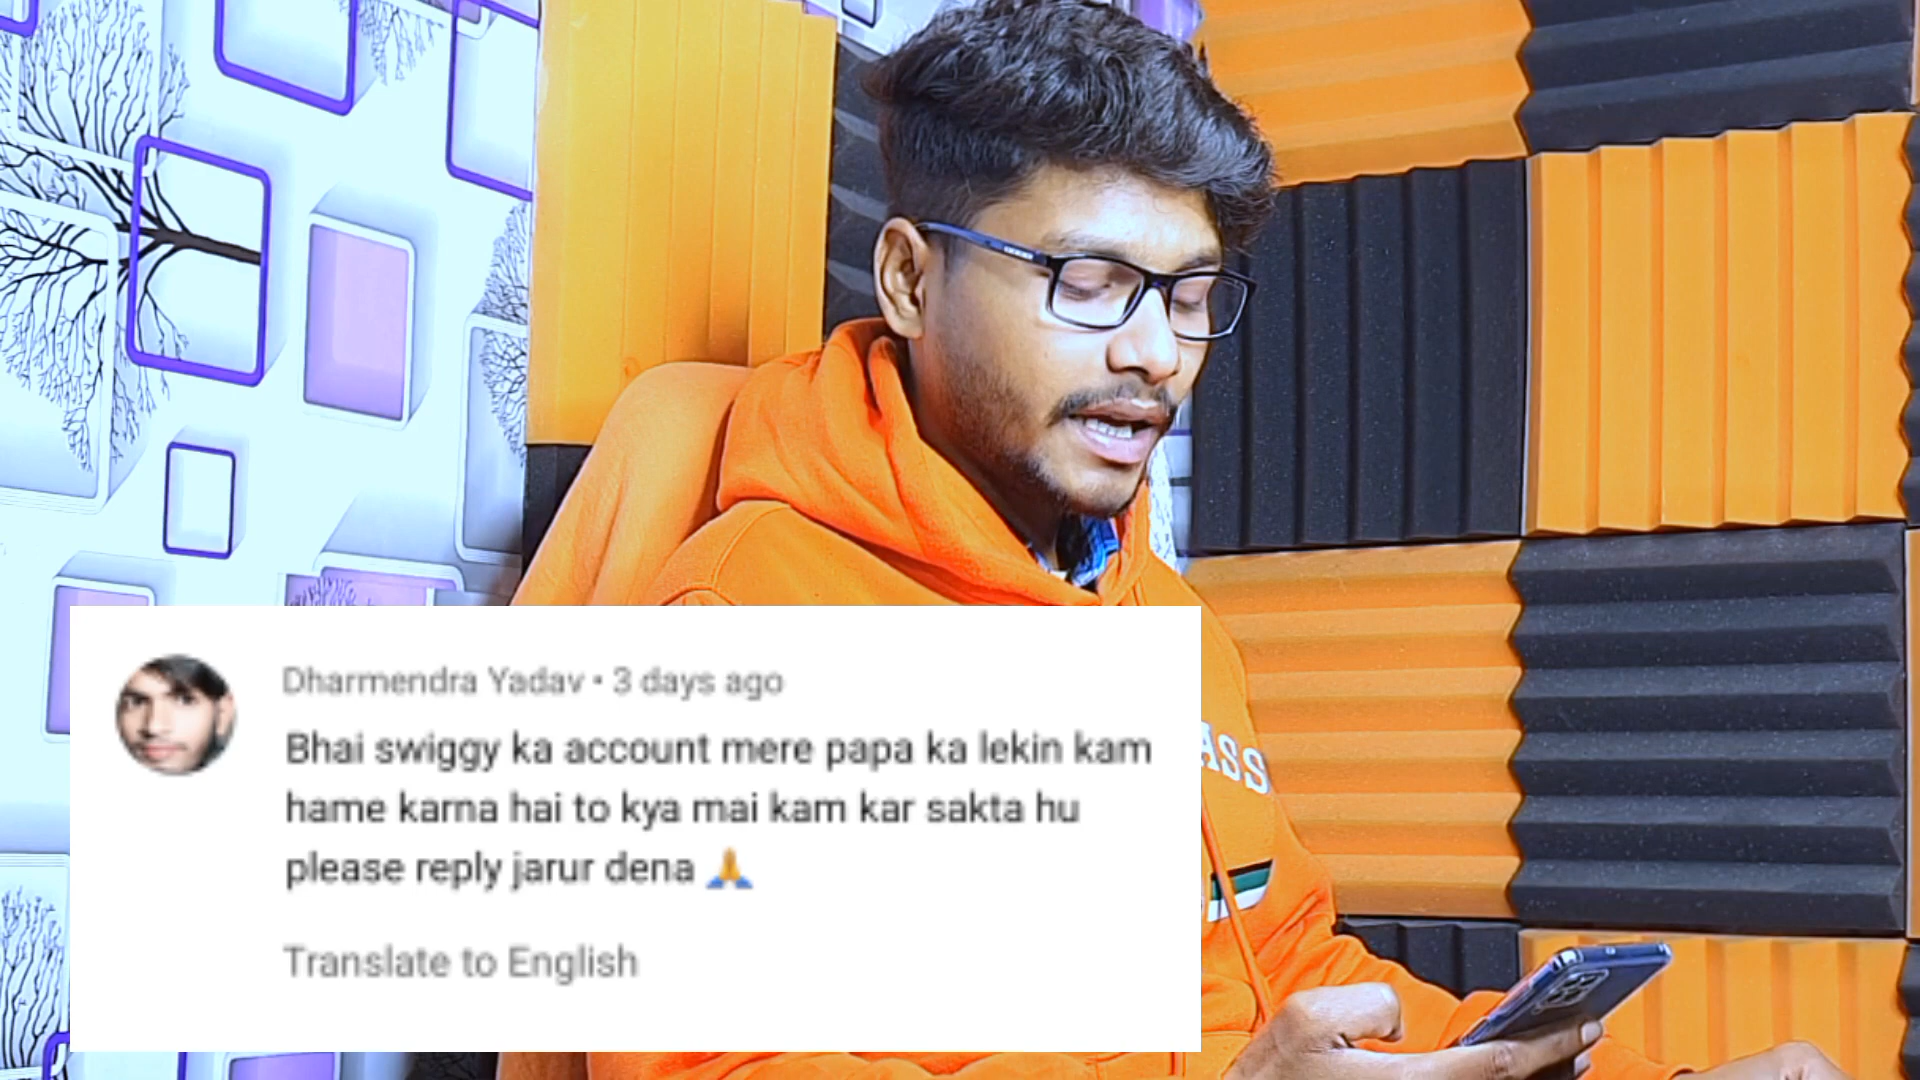 Dharmendra Yadav • 3 days ago
Bhai swiggy ka account mere papa ka lekin kam
hame karna hai to kya mai kam kar sakta hu
please reply jarur dena 🙏
Translate to English
ASS